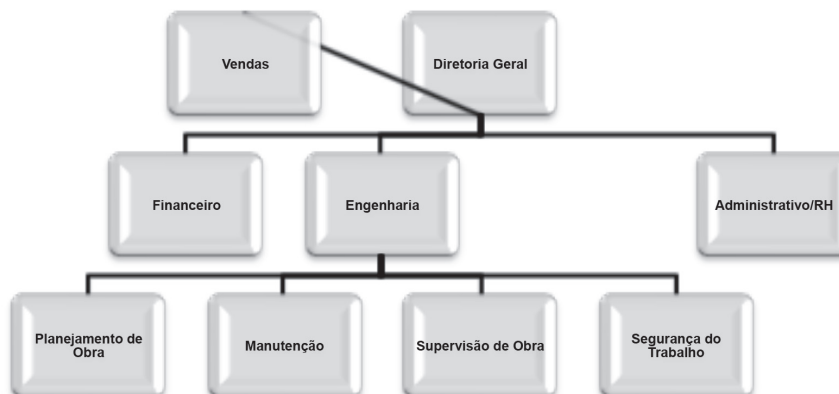 Vendas
Diretoria Geral
Financeiro
Engenharia
Administrativo/RH
Planejamento de
Obra
Manutenção
Supervisão de Obra
Segurança do
Trabalho